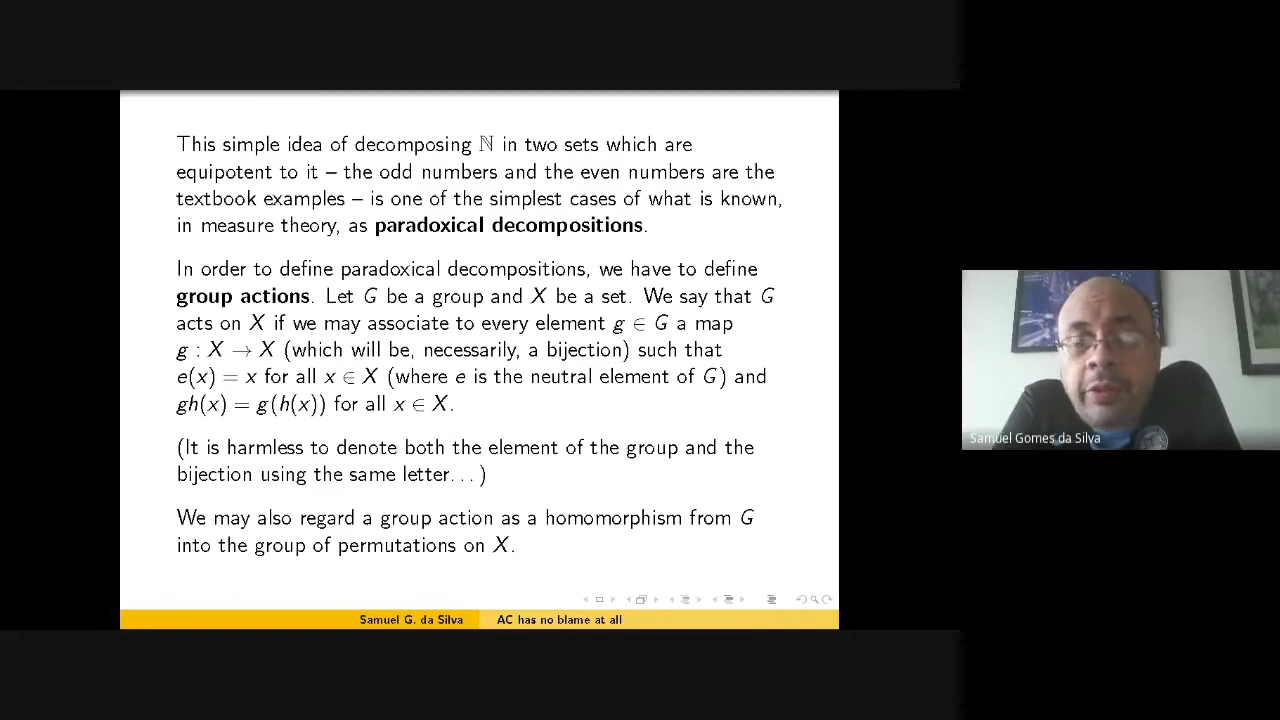 This simple idea of decomposing ℕ in two sets which are
equipotent to it – the odd numbers and the even numbers are the
textbook examples – is one of the simplest cases of what is known,
in measure theory, as paradoxical decompositions.
In order to define paradoxical decompositions, we have to define
group actions. Let G be a group and X be a set. We say that G
acts on X if we may associate to every element g ∈ G a map
g : X → X (which will be, necessarily, a bijection) such that
e(x) = x for all x ∈ X (where e is the neutral element of G) and
gh(x) = g(h(x)) for all x ∈ X.
(It is harmless to denote both the element of the group and the
bijection using the same letter. . . )
We may also regard a group action as a homomorphism from G
into the group of permutations on X.
Samuel G. da Silva
AC has no blame at all
Samuel Gomes da Silva